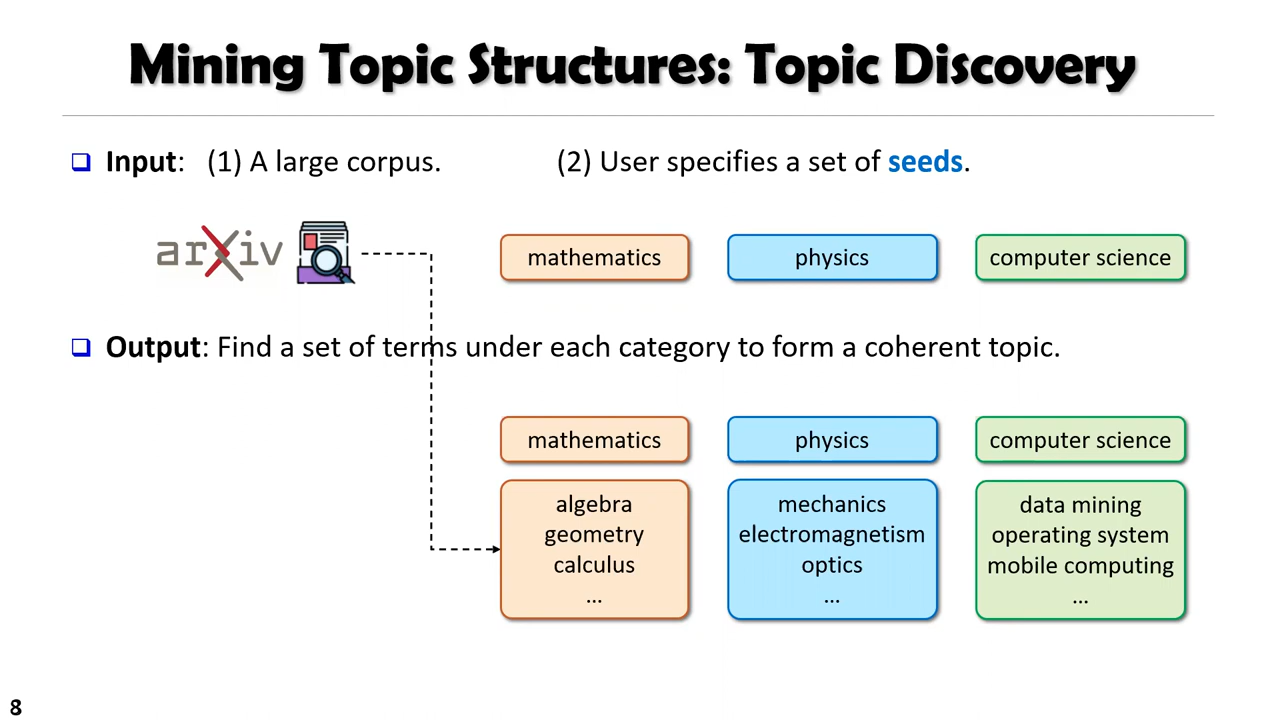 Mining Topic Structures: Topic Discovery
Input: (1) A large corpus. (2) User specifies a set of seeds.
arXiv
mathematics physics computer science
Output: Find a set of terms under each category to form a coherent topic.
mathematics physics computer science
algebra
geometry
calculus
...
mechanics
electromagnetism
optics
...
data mining
operating system
mobile computing
...
8